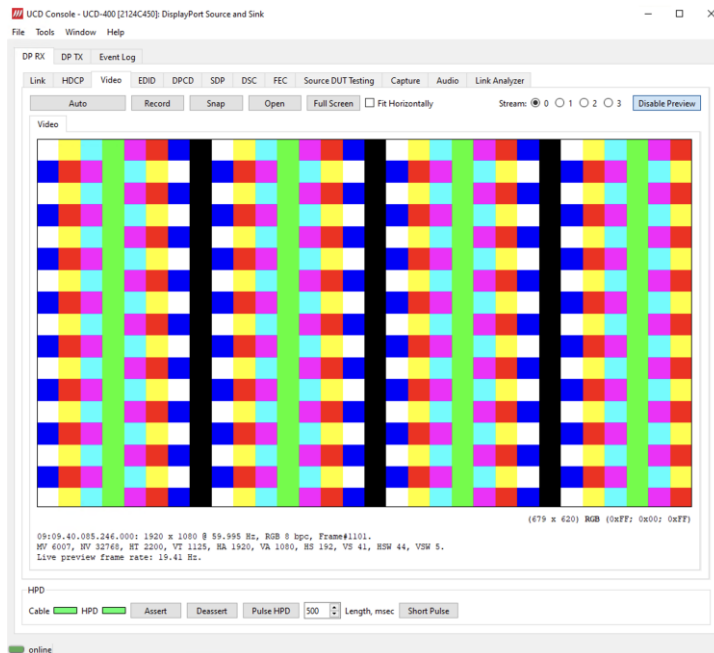 UCD Console - UCD-400 [2124C450]: DisplayPort Source and Sink
File Tools Window Help
DP RX DP TX Event Log
Link HDCP Video EDID DPCD SDP DSC FEC Source DUT Testing Capture Audio Link Analyzer
Auto Record Snap Open Full Screen Fit Horizontally Stream: 0 1 2 3 Disable Preview
Video
(679 x 620) RGB (0xFF; 0x00; 0xFF)
09:09.40.085.246.000: 1920 x 1080 @ 59.995 Hz, RGB 8 bpc, Frame#1101.
MV 6007, NV 32768, HT 2200, VT 1125, HA 1920, VA 1080, HS 192, VS 41, HSW 44, VSW 5.
Live preview frame rate: 19.41 Hz.
HPD
Cable HPD Assert Deassert Pulse HPD 500 Length, msec Short Pulse
online